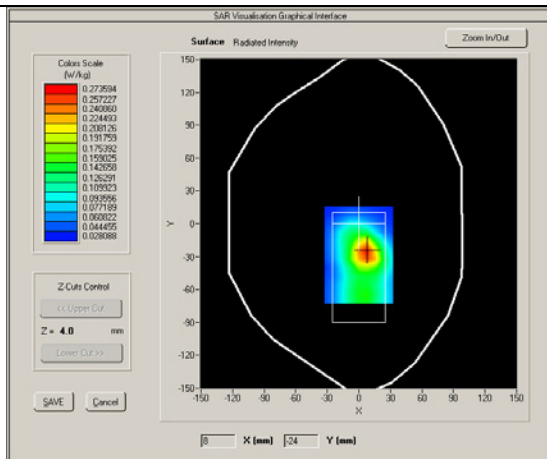 SAR Visualisation Graphical Interface
Surface Radiated Intensity
Zoom In/Out
Colors Scale
(W/kg)
0.273594
0.257227
0.240860
0.224493
0.208126
0.191759
0.175392
0.159025
0.142658
0.126291
0.109923
0.093556
0.077189
0.060822
0.044455
0.028088
Z-Cuts Control
<< Upper Cut
Z = 4.0 mm
Lower Cut >>
SAVE Cancel
150
120
90
60
30
0
-30
-60
-90
-120
-150
Y
-150 -120 -90 -60 -30 0 30 60 90 120 150
X
8 X (mm) -24 Y (mm)